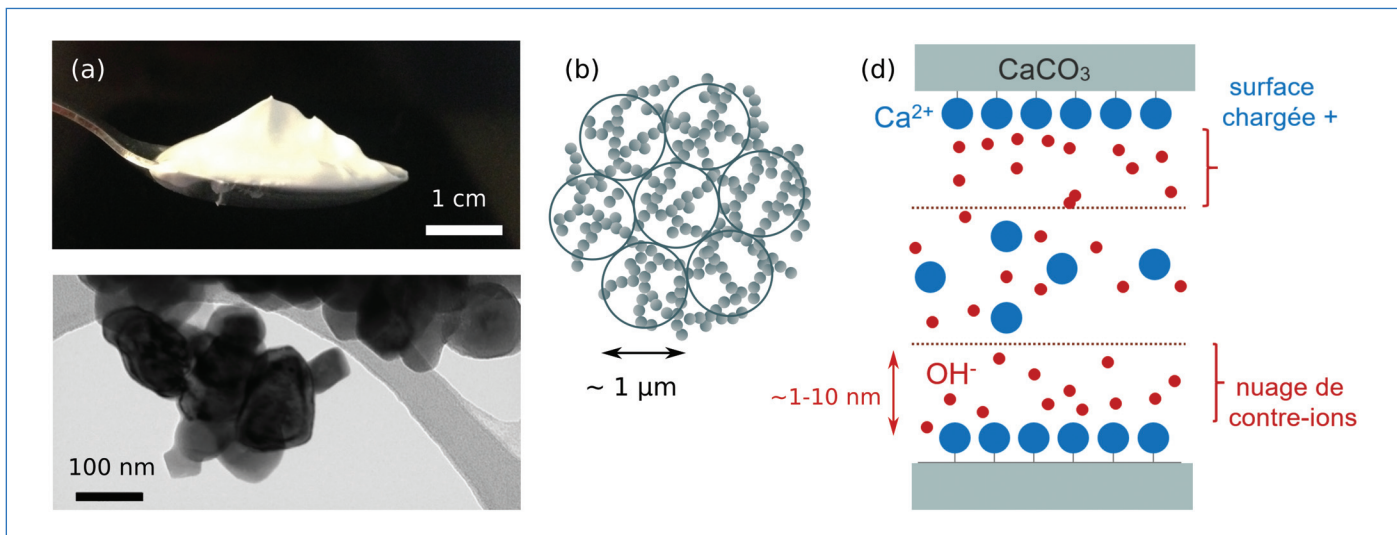 (a)
1 cm
100 nm
(b)
~ 1 µm
(d)
CaCO₃
Ca²⁺
surface
chargée +
OH⁻
~1-10 nm
nuage de
contre-ions